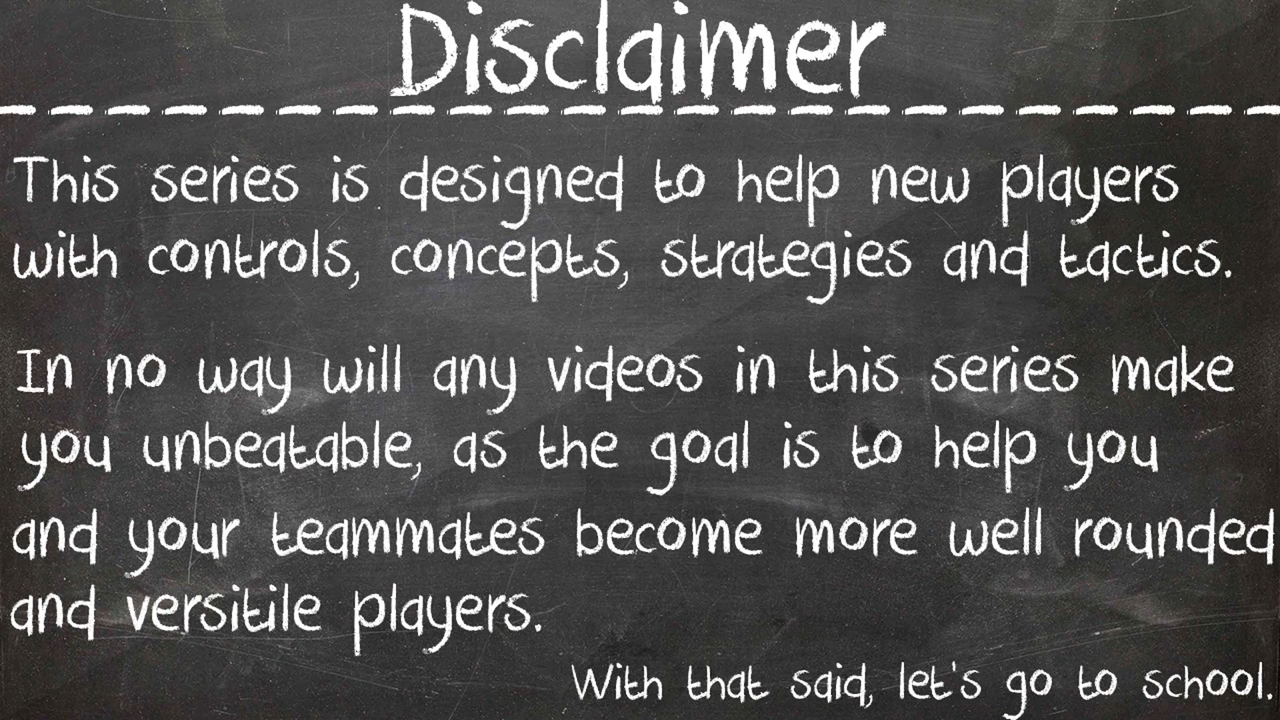 Disclaimer
This series is designed to help new players
with controls, concepts, strategies and tactics.
In no way will any videos in this series make
you unbeatable, as the goal is to help you
and your teammates become more well rounded
and versitile players.
With that said, let's go to school.